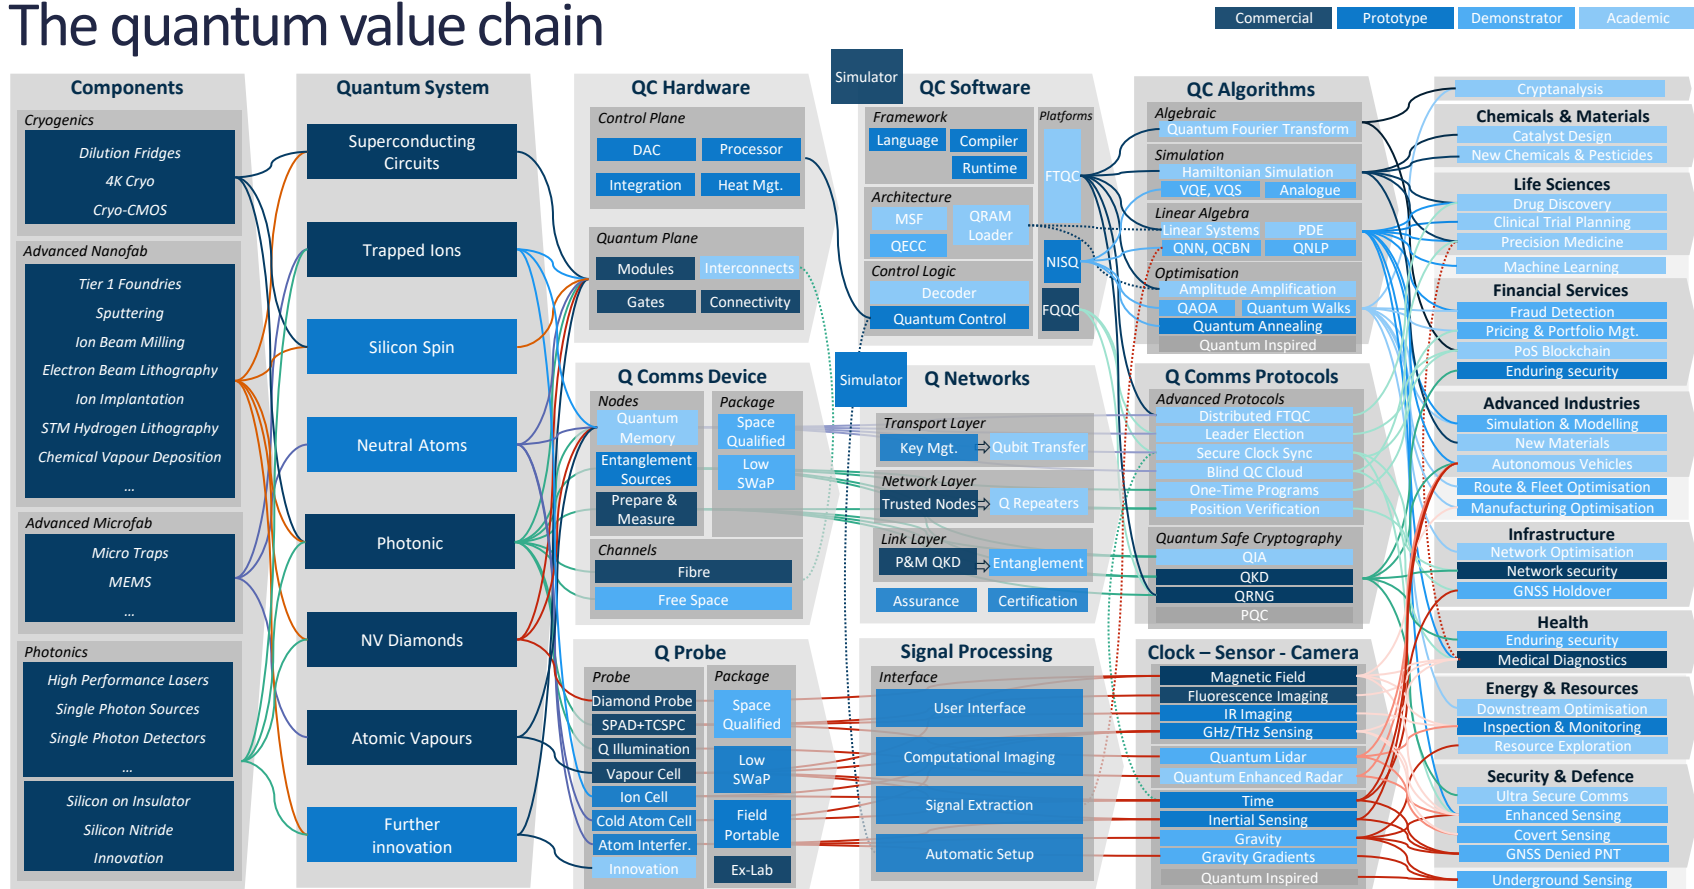 The quantum value chain
Commercial
Prototype
Demonstrator
Academic
Components
Cryogenics
Dilution Fridges
4K Cryo
Cryo-CMOS
Advanced Nanofab
Tier 1 Foundries
Sputtering
Ion Beam Milling
Electron Beam Lithography
Ion Implantation
STM Hydrogen Lithography
Chemical Vapour Deposition
...
Advanced Microfab
Micro Traps
MEMS
...
Photonics
High Performance Lasers
Single Photon Sources
Single Photon Detectors
...
Silicon on Insulator
Silicon Nitride
Innovation
Quantum System
Superconducting
Circuits
Trapped Ions
Silicon Spin
Neutral Atoms
Photonic
NV Diamonds
Atomic Vapours
Further
innovation
QC Hardware
Control Plane
DAC
Processor
Integration
Heat Mgt.
Quantum Plane
Modules
Interconnects
Gates
Connectivity
Q Comms Device
Nodes
Quantum
Memory
Entanglement
Sources
Prepare &
Measure
Package
Space
Qualified
Low
SWaP
Channels
Fibre
Free Space
Q Probe
Probe
Diamond Probe
SPAD+TCSPC
Q Illumination
Vapour Cell
Ion Cell
Cold Atom Cell
Atom Interfer.
Innovation
Package
Space
Qualified
Low
SWaP
Field
Portable
Ex-Lab
Simulator
QC Software
Framework
Language
Compiler
Runtime
Architecture
MSF
QRAM
Loader
QECC
Control Logic
Decoder
Quantum Control
Platforms
FTQC
NISQ
FQQC
Simulator
Q Networks
Transport Layer
Key Mgt.
Qubit Transfer
Network Layer
Trusted Nodes
Q Repeaters
Link Layer
P&M QKD
Entanglement
Assurance
Certification
Signal Processing
Interface
User Interface
Computational Imaging
Signal Extraction
Automatic Setup
QC Algorithms
Algebraic
Quantum Fourier Transform
Simulation
Hamiltonian Simulation
VQE, VQS
Analogue
Linear Algebra
Linear Systems
PDE
QNN, QCBN
QNLP
Optimisation
Amplitude Amplification
QAOA
Quantum Walks
Quantum Annealing
Quantum Inspired
Q Comms Protocols
Advanced Protocols
Distributed FTQC
Leader Election
Secure Clock Sync
Blind QC Cloud
One-Time Programs
Position Verification
Quantum Safe Cryptography
QIA
QKD
QRNG
PQC
Clock – Sensor - Camera
Magnetic Field
Fluorescence Imaging
IR Imaging
GHz/THz Sensing
Quantum Lidar
Quantum Enhanced Radar
Time
Inertial Sensing
Gravity
Gravity Gradients
Quantum Inspired
Cryptanalysis
Chemicals & Materials
Catalyst Design
New Chemicals & Pesticides
Life Sciences
Drug Discovery
Clinical Trial Planning
Precision Medicine
Machine Learning
Financial Services
Fraud Detection
Pricing & Portfolio Mgt.
PoS Blockchain
Enduring security
Advanced Industries
Simulation & Modelling
New Materials
Autonomous Vehicles
Route & Fleet Optimisation
Manufacturing Optimisation
Infrastructure
Network Optimisation
Network security
GNSS Holdover
Health
Enduring security
Medical Diagnostics
Energy & Resources
Downstream Optimisation
Inspection & Monitoring
Resource Exploration
Security & Defence
Ultra Secure Comms
Enhanced Sensing
Covert Sensing
GNSS Denied PNT
Underground Sensing